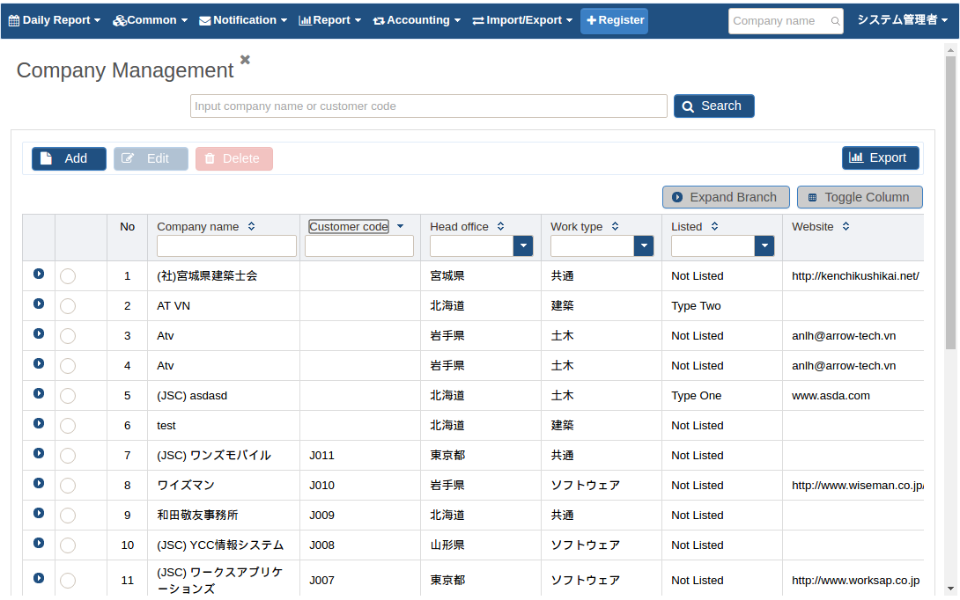 Daily Report Common Notification Report Accounting Import/Export Register Company name システム管理者
Company Management
Input company name or customer code Search
Add Edit Delete Export
Expand Branch Toggle Column
No Company name Customer code Head office Work type Listed Website
1 (社)宮城県建築士会 宮城県 共通 Not Listed http://kenchikushikai.net/
2 AT VN 北海道 建築 Type Two
3 Atv 岩手県 土木 Not Listed anlh@arrow-tech.vn
4 Atv 岩手県 土木 Not Listed anlh@arrow-tech.vn
5 (JSC) asdasd 北海道 土木 Type One www.asda.com
6 test 北海道 建築 Not Listed
7 (JSC) ワンズモバイル J011 東京都 共通 Not Listed
8 ワイズマン J010 岩手県 ソフトウェア Not Listed http://www.wiseman.co.jp/
9 和田敬友事務所 J009 北海道 共通 Not Listed
10 (JSC) YCC情報システム J008 山形県 ソフトウェア Not Listed
11 (JSC) ワークスアプリケ J007 東京都 ソフトウェア Not Listed http://www.worksap.co.jp
ーションズ